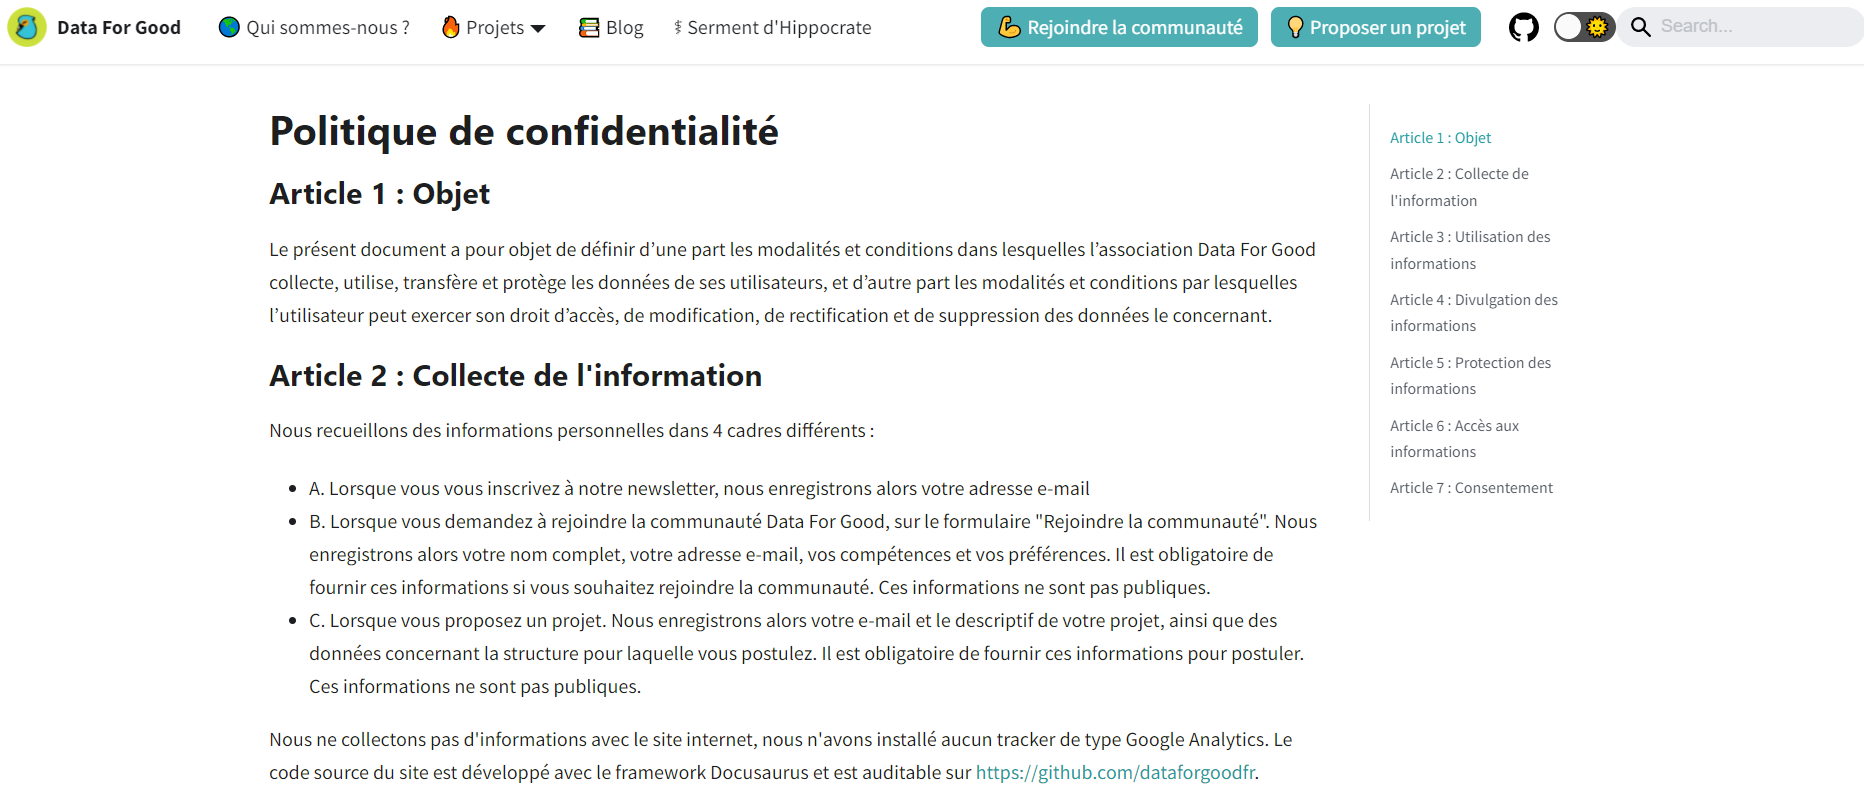 Data For Good
Qui sommes-nous ?
Projets
Blog
⚕ Serment d'Hippocrate
Rejoindre la communauté
Proposer un projet
Search...
Politique de confidentialité
Article 1 : Objet
Le présent document a pour objet de définir d’une part les modalités et conditions dans lesquelles l’association Data For Good
collecte, utilise, transfère et protège les données de ses utilisateurs, et d’autre part les modalités et conditions par lesquelles
l’utilisateur peut exercer son droit d’accès, de modification, de rectification et de suppression des données le concernant.
Article 2 : Collecte de l'information
Nous recueillons des informations personnelles dans 4 cadres différents :
A. Lorsque vous vous inscrivez à notre newsletter, nous enregistrons alors votre adresse e-mail
B. Lorsque vous demandez à rejoindre la communauté Data For Good, sur le formulaire "Rejoindre la communauté". Nous
enregistrons alors votre nom complet, votre adresse e-mail, vos compétences et vos préférences. Il est obligatoire de
fournir ces informations si vous souhaitez rejoindre la communauté. Ces informations ne sont pas publiques.
C. Lorsque vous proposez un projet. Nous enregistrons alors votre e-mail et le descriptif de votre projet, ainsi que des
données concernant la structure pour laquelle vous postulez. Il est obligatoire de fournir ces informations pour postuler.
Ces informations ne sont pas publiques.
Nous ne collectons pas d'informations avec le site internet, nous n'avons installé aucun tracker de type Google Analytics. Le
code source du site est développé avec le framework Docusaurus et est auditable sur https://github.com/dataforgoodfr.
Article 1 : Objet
Article 2 : Collecte de
l'information
Article 3 : Utilisation des
informations
Article 4 : Divulgation des
informations
Article 5 : Protection des
informations
Article 6 : Accès aux
informations
Article 7 : Consentement